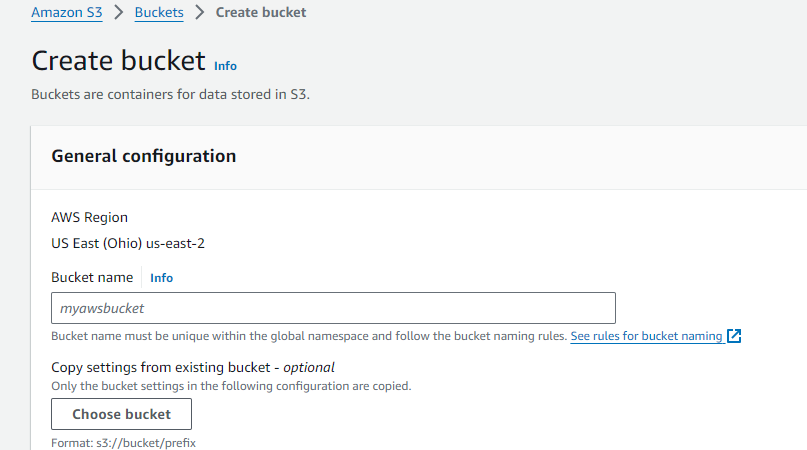 Amazon S3 > Buckets > Create bucket
Create bucket Info
Buckets are containers for data stored in S3.
General configuration
AWS Region
US East (Ohio) us-east-2
Bucket name Info
myawsbucket
Bucket name must be unique within the global namespace and follow the bucket naming rules. See rules for bucket naming
Copy settings from existing bucket - optional
Only the bucket settings in the following configuration are copied.
Choose bucket
Format: s3://bucket/prefix